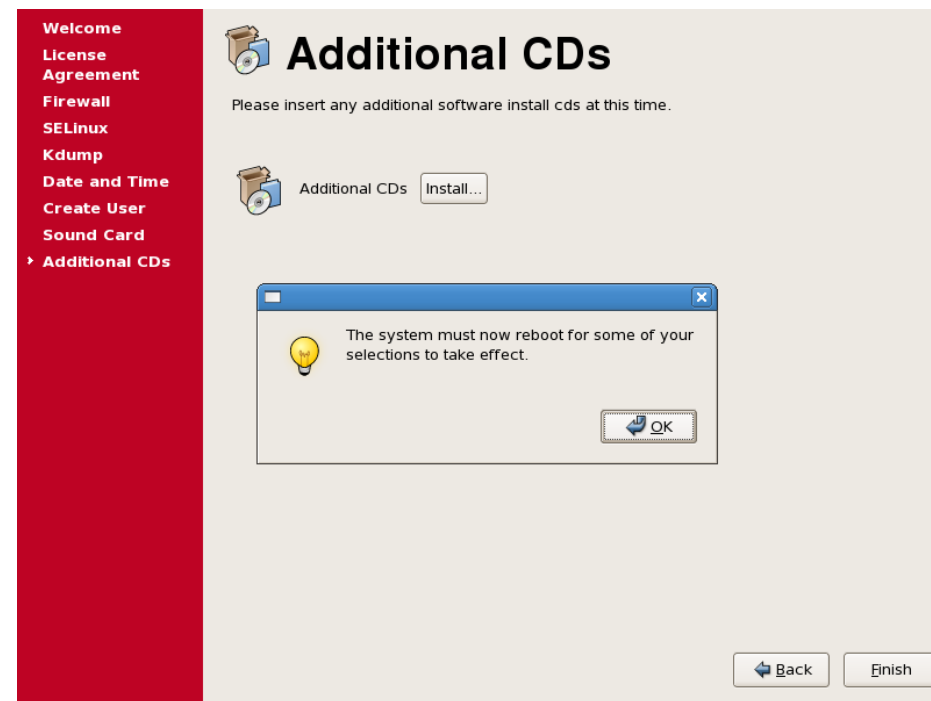 Welcome
License
Agreement
Firewall
SELinux
Kdump
Date and Time
Create User
Sound Card
Additional CDs
Additional CDs
Please insert any additional software install cds at this time.
Additional CDs Install...
The system must now reboot for some of your
selections to take effect.
OK
Back Finish